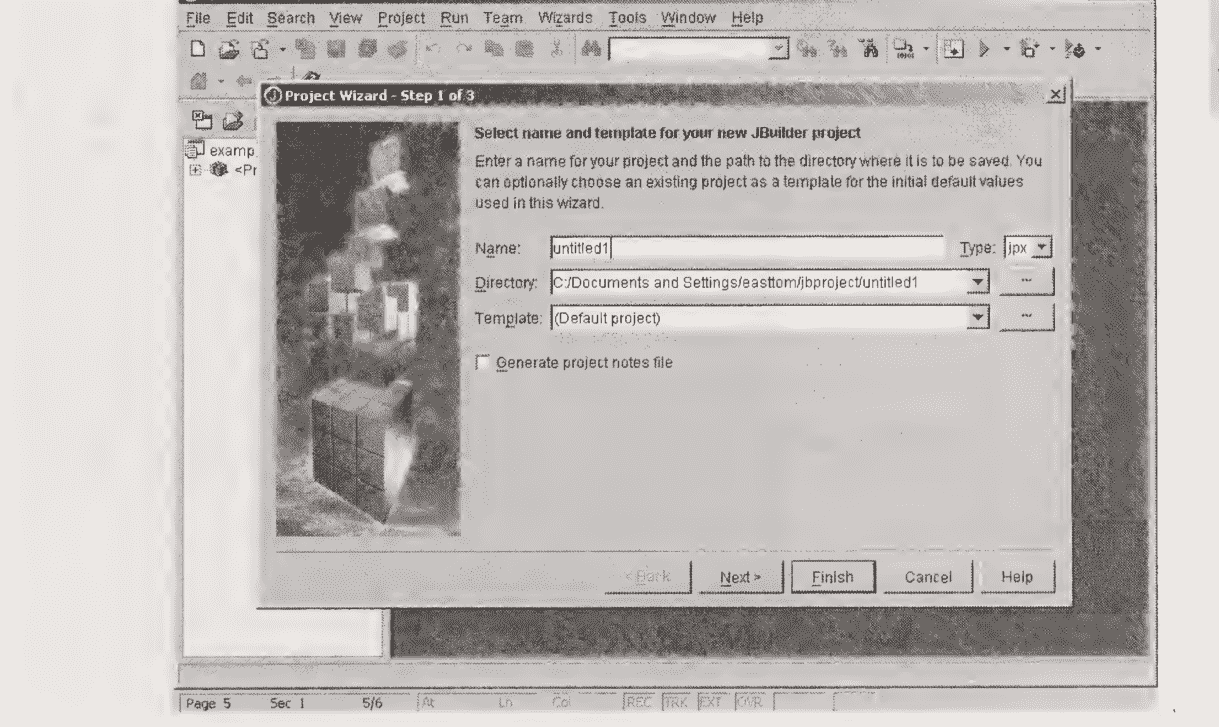 File Edit Search View Project Run Team Wizards Tools Window Help
Project Wizard - Step 1 of 3
examp
<Pr
Select name and template for your new JBuilder project
Enter a name for your project and the path to the directory where it is to be saved. You
can optionally choose an existing project as a template for the initial default values
used in this wizard.
Name: untitled1 Type: jpx
Directory: C:/Documents and Settings/easttom/jbproject/untitled1 ...
Template: (Default project) ...
Generate project notes file
< Back Next > Finish Cancel Help
Page 5 Sec 1 5/6 At Ln Col REC TRK EXT OVR